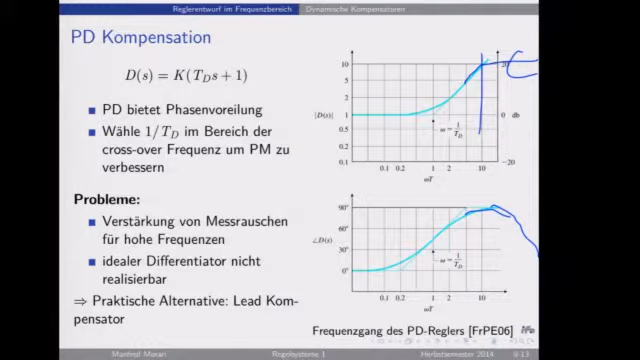 Reglerentwurf im Frequenzbereich
Dynamische Kompensatoren
PD Kompensation
D(s) = K(T_D s + 1)
PD bietet Phasenvoreilung
Wähle 1/T_D im Bereich der
cross-over Frequenz um PM zu
verbessern
Probleme:
Verstärkung von Messrauschen
für hohe Frequenzen
idealer Differentiator nicht
realisierbar
⇒ Praktische Alternative: Lead Kom-
pensator
10
5
2
|D(s)| 1
0.5
0.2
0.1
20
0 db
−20
ω = 1/T_D
0.1 0.2 1 2 10
ωT
90°
60°
∠D(s) 30°
0°
ω = 1/T_D
0.1 0.2 1 2 10
ωT
Frequenzgang des PD-Reglers [FrPE06]
Manfred Morari
Regelsysteme 1
Herbstsemester 2014